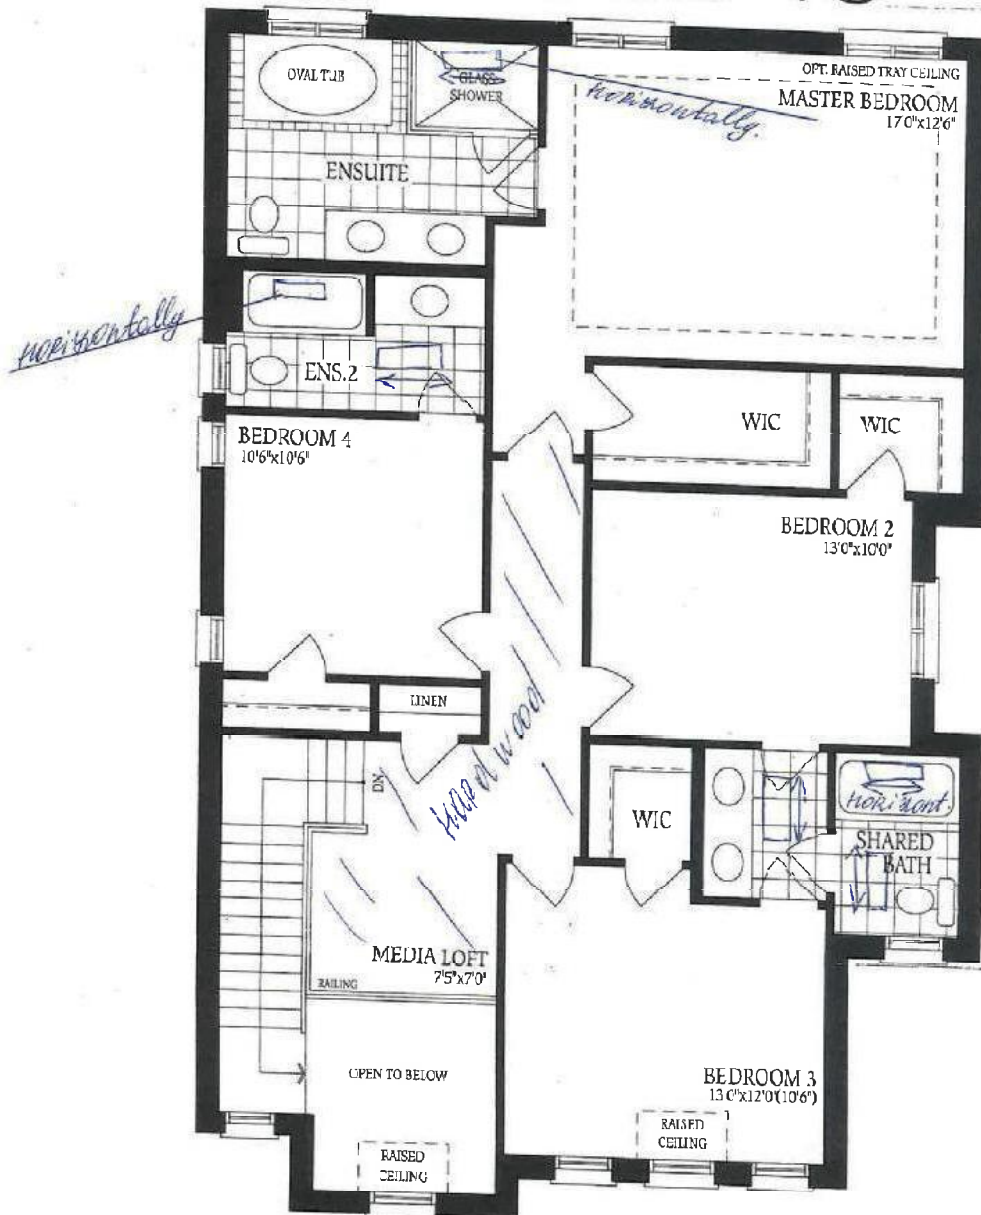 OVAL TUB
GLASS
SHOWER
horizontally.
OPT. RAISED TRAY CEILING
MASTER BEDROOM
17'0"x12'6"
ENSUITE
horizontally
ENS.2
WIC
WIC
BEDROOM 4
10'6"x10'6"
BEDROOM 2
13'0"x10'0"
LINEN
Hardwood
DN
WIC
horizont.
SHARED
BATH
MEDIA LOFT
7'5"x7'0"
RAILING
OPEN TO BELOW
BEDROOM 3
13'0"x12'0"(10'6")
RAISED
CEILING
RAISED
CEILING